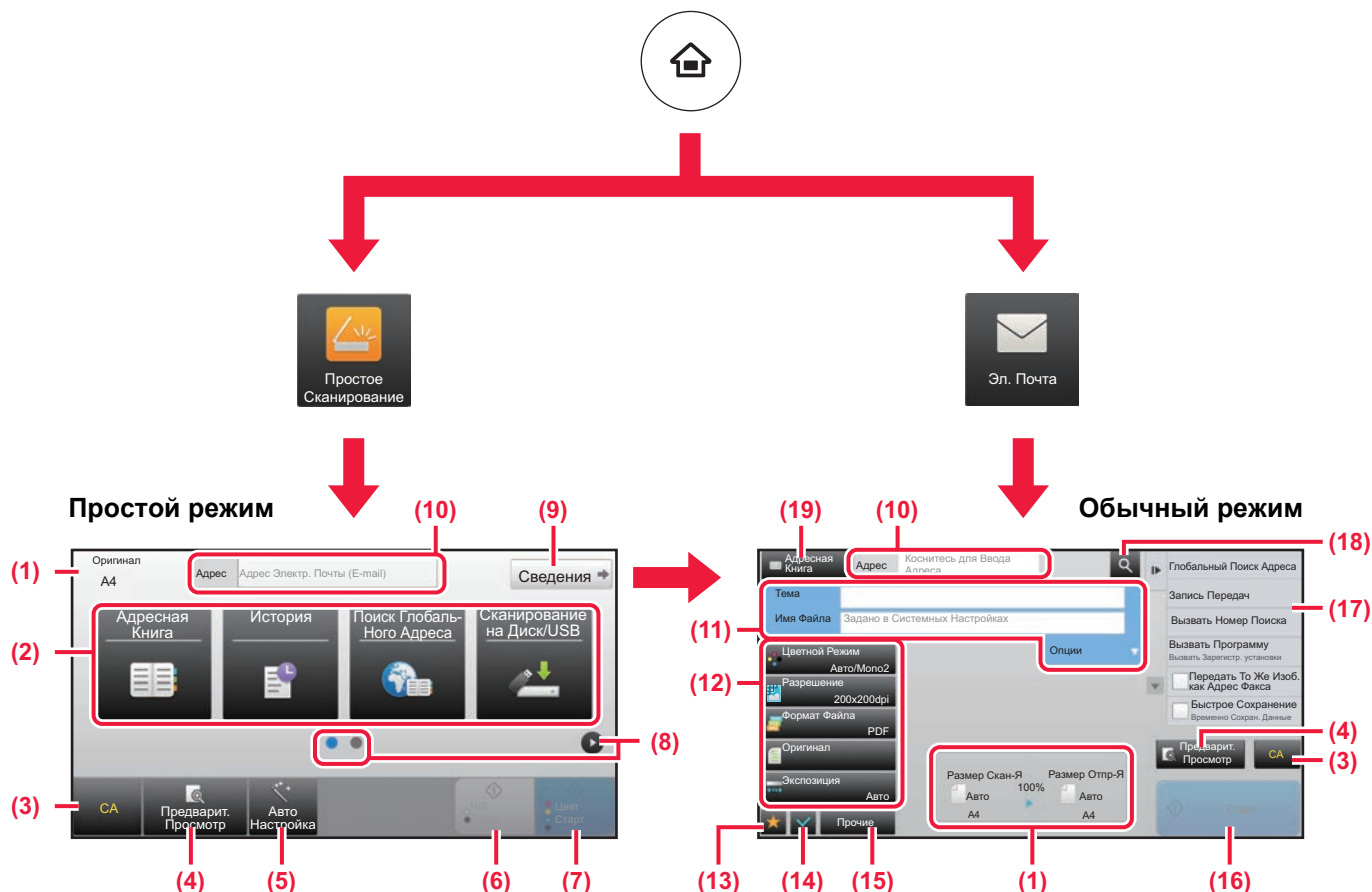 Простое
Сканирование
Эл. Почта
Простой режим
(10)
(9)
(1)
Оригинал
A4
Адрес
Адрес Электр. Почты (E-mail)
Сведения
(2)
Адресная
Книга
История
Поиск Глобаль-
Ного Адреса
Сканирование
на Диск/USB
(8)
(3)
CA
Предварит.
Просмотр
Авто
Настройка
Цвет
Старт
(4)
(5)
(6)
(7)
Обычный режим
(19)
(10)
(18)
Адресная
Книга
Адрес
Коснитесь для Ввода
Адреса
(11)
Тема
Имя Файла
Задано в Системных Настройках
Опции
(12)
Цветной Режим
Авто/Mono2
Разрешение
200x200dpi
Формат Файла
PDF
Оригинал
Экспозиция
Авто
Прочие
Глобальный Поиск Адреса
Запись Передач
(17)
Вызвать Номер Поиска
Вызвать Программу
Вызвать Зарегистр. установки
Передать То Же Изоб.
как Адрес Факса
Быстрое Сохранение
Временно Сохран. Данные
(4)
Предварит.
Просмотр
CA
(3)
Размер Скан-Я
100%
Размер Отпр-Я
Авто
Авто
A4
A4
Старт
(13)
(14)
(15)
(1)
(16)